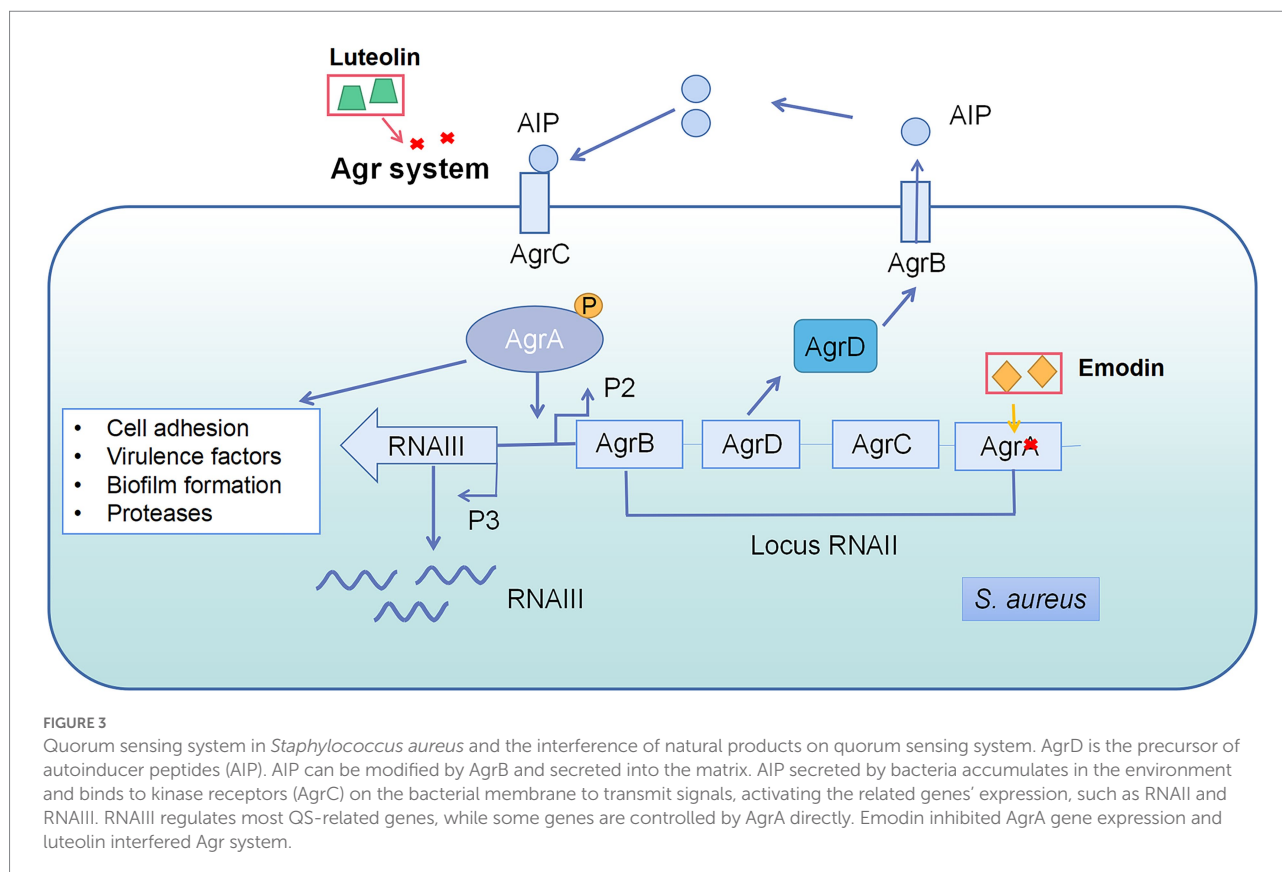 Luteolin
Agr system
AIP
AgrC
AIP
AgrB
P
AgrA
AgrD
Emodin
P2
• Cell adhesion
• Virulence factors
• Biofilm formation
• Proteases
RNAIII
AgrB
AgrD
AgrC
AgrA
P3
Locus RNAII
RNAIII
S. aureus
FIGURE 3
Quorum sensing system in Staphylococcus aureus and the interference of natural products on quorum sensing system. AgrD is the precursor of
autoinducer peptides (AIP). AIP can be modified by AgrB and secreted into the matrix. AIP secreted by bacteria accumulates in the environment
and binds to kinase receptors (AgrC) on the bacterial membrane to transmit signals, activating the related genes’ expression, such as RNAII and
RNAIII. RNAIII regulates most QS-related genes, while some genes are controlled by AgrA directly. Emodin inhibited AgrA gene expression and
luteolin interfered Agr system.